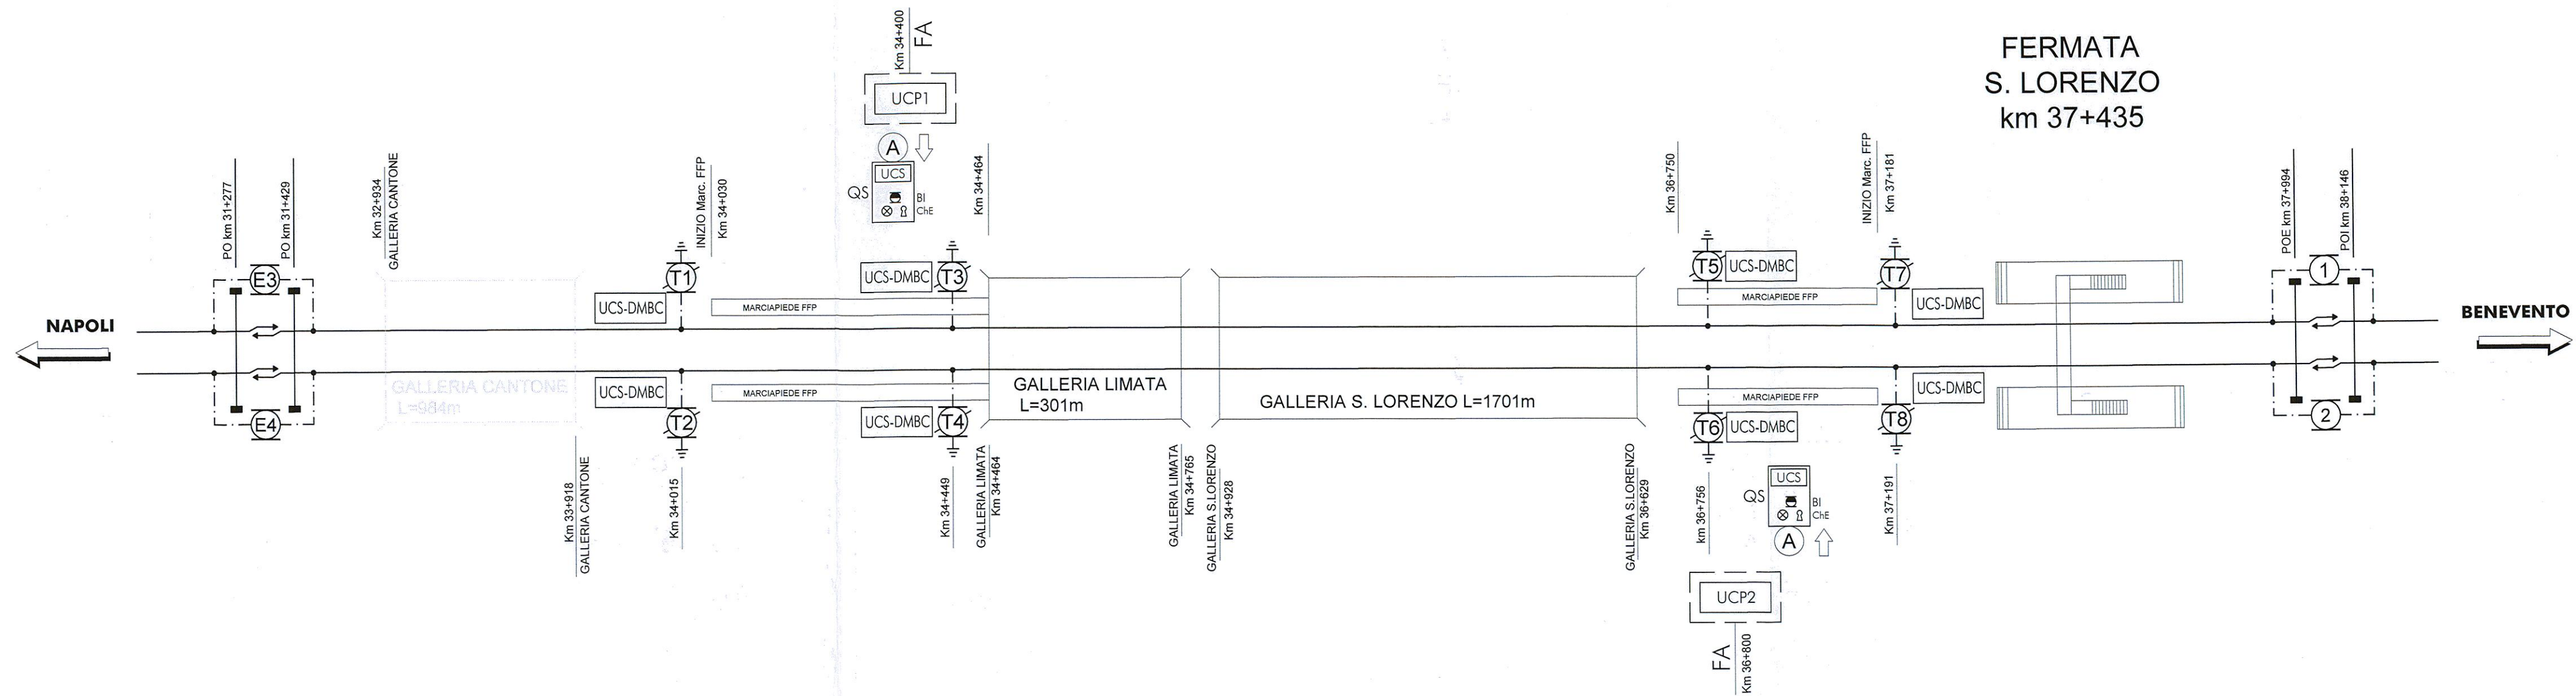 FERMATA
S. LORENZO
km 37+435
Km 34+400
FA
UCP1
A
UCS
QS
BI
ChE
PO km 31+277
PO km 31+429
Km 32+934
GALLERIA CANTONE
INIZIO Marc. FFP
Km 34+030
Km 34+464
Km 36+750
INIZIO Marc. FFP
Km 37+181
POE km 37+994
POI km 38+146
E3
T1
UCS-DMBC
UCS-DMBC
T3
T5
UCS-DMBC
T7
UCS-DMBC
1
MARCIAPIEDE FFP
MARCIAPIEDE FFP
NAPOLI
BENEVENTO
GALLERIA CANTONE
L=984m
UCS-DMBC
MARCIAPIEDE FFP
GALLERIA LIMATA
L=301m
GALLERIA S. LORENZO L=1701m
MARCIAPIEDE FFP
UCS-DMBC
E4
T2
UCS-DMBC
T4
T6
UCS-DMBC
T8
2
Km 33+918
GALLERIA CANTONE
Km 34+015
Km 34+449
GALLERIA LIMATA
Km 34+464
GALLERIA LIMATA
Km 34+765
GALLERIA S.LORENZO
Km 34+928
GALLERIA S.LORENZO
Km 36+629
km 36+756
QS
UCS
BI
ChE
A
Km 37+191
UCP2
FA
Km 36+800